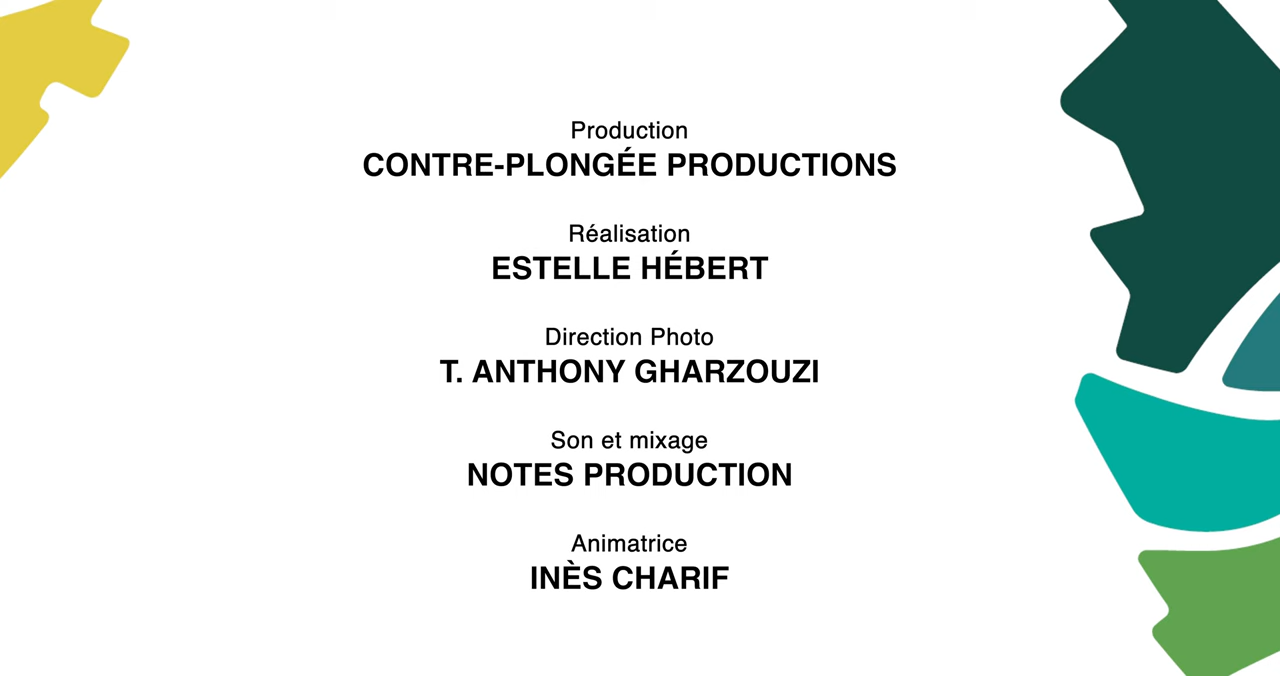 Production
CONTRE-PLONGÉE PRODUCTIONS
Réalisation
ESTELLE HÉBERT
Direction Photo
T. ANTHONY GHARZOUZI
Son et mixage
NOTES PRODUCTION
Animatrice
INÈS CHARIF